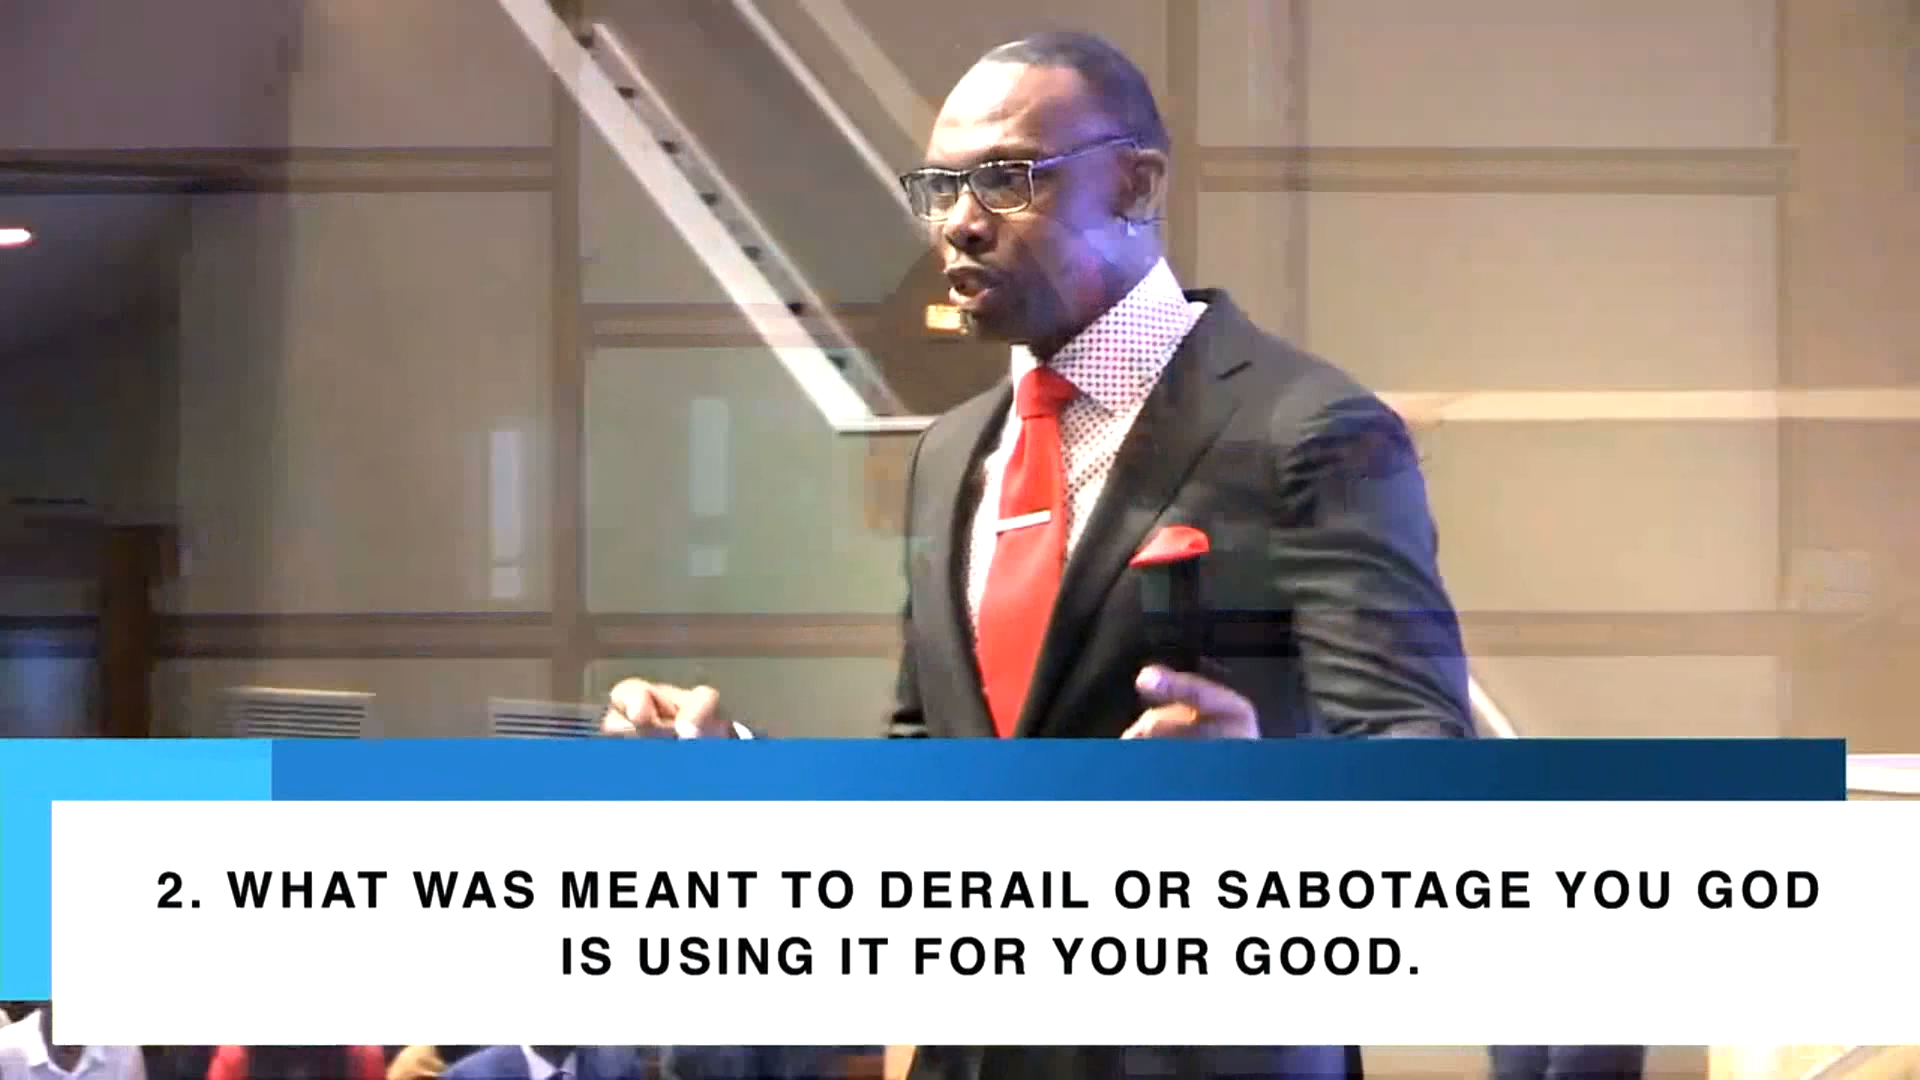 2. WHAT WAS MEANT TO DERAIL OR SABOTAGE YOU GOD
IS USING IT FOR YOUR GOOD.